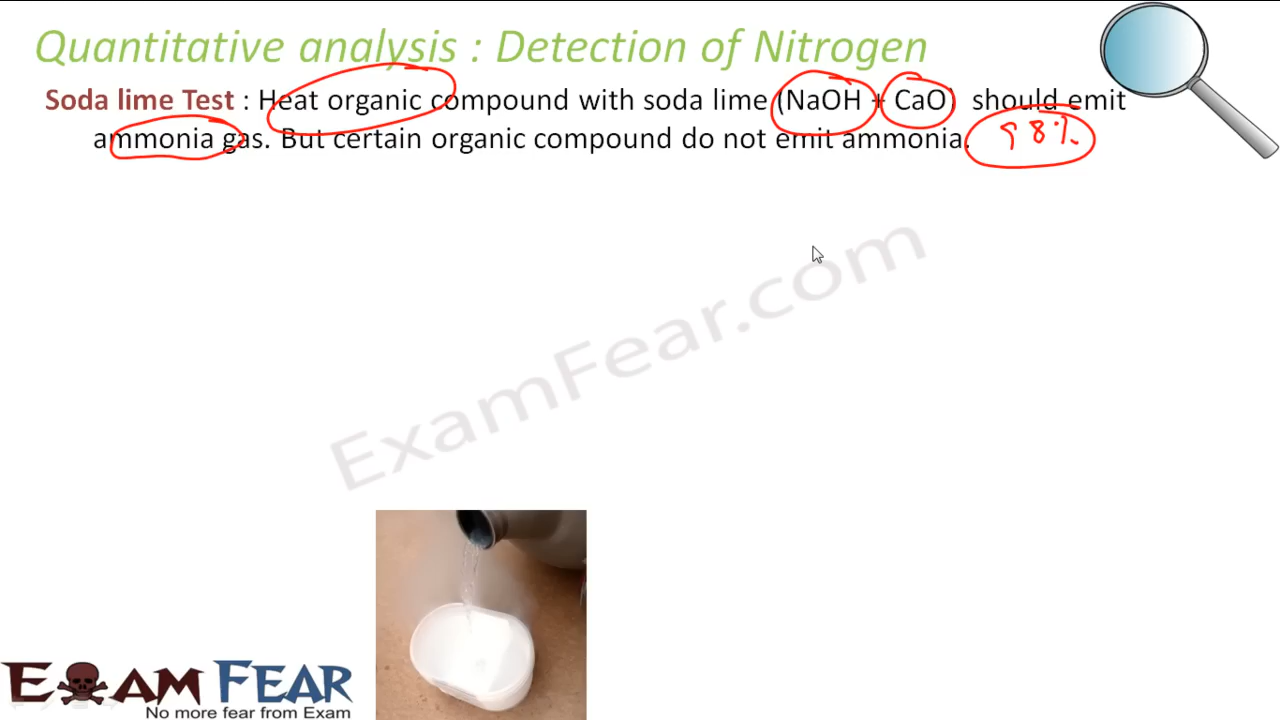 Quantitative analysis : Detection of Nitrogen
Soda lime Test : Heat organic compound with soda lime (NaOH + CaO) should emit
ammonia gas. But certain organic compound do not emit ammonia. 98%
ExamFear.com
EXAM FEAR
No more fear from Exam